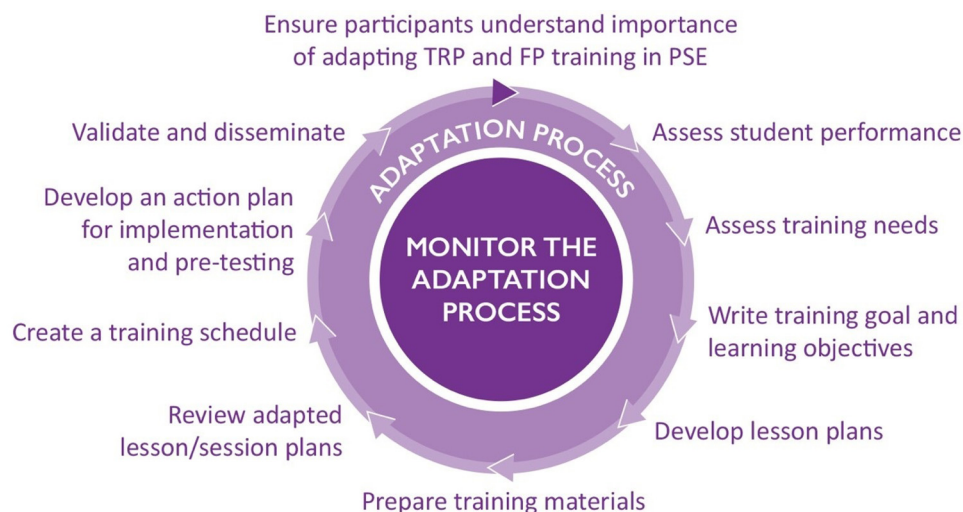 Ensure participants understand importance
of adapting TRP and FP training in PSE
Assess student performance
Assess training needs
Write training goal and
learning objectives
Develop lesson plans
Prepare training materials
Review adapted
lesson/session plans
Create a training schedule
Develop an action plan
for implementation
and pre-testing
Validate and disseminate
ADAPTATION PROCESS
MONITOR THE
ADAPTATION
PROCESS